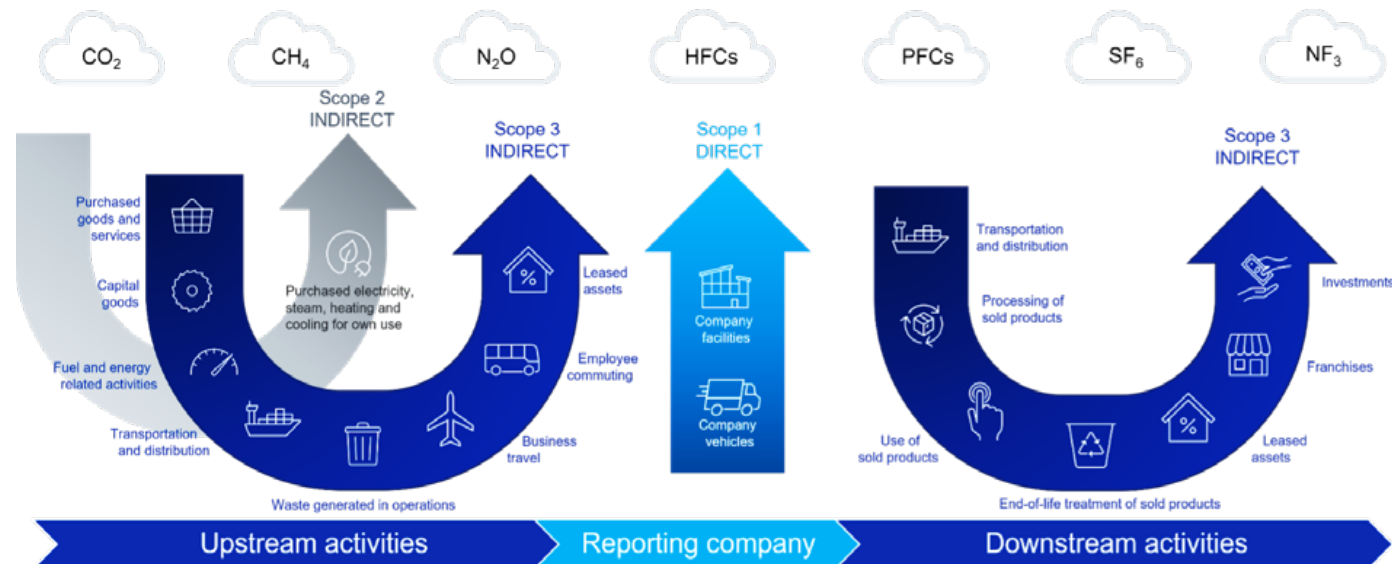 CO₂
CH₄
N₂O
HFCs
PFCs
SF₆
NF₃
Scope 2
INDIRECT
Scope 3
INDIRECT
Scope 1
DIRECT
Scope 3
INDIRECT
Purchased
goods and
services
Capital
goods
Fuel and energy
related activities
Transportation
and distribution
Waste generated in operations
Business
travel
Employee
commuting
%
Leased
assets
Purchased electricity,
steam, heating and
cooling for own use
Company
facilities
Company
vehicles
Transportation
and distribution
Processing of
sold products
Use of
sold products
End-of-life treatment of sold products
%
Leased
assets
Franchises
Investments
Upstream activities
Reporting company
Downstream activities